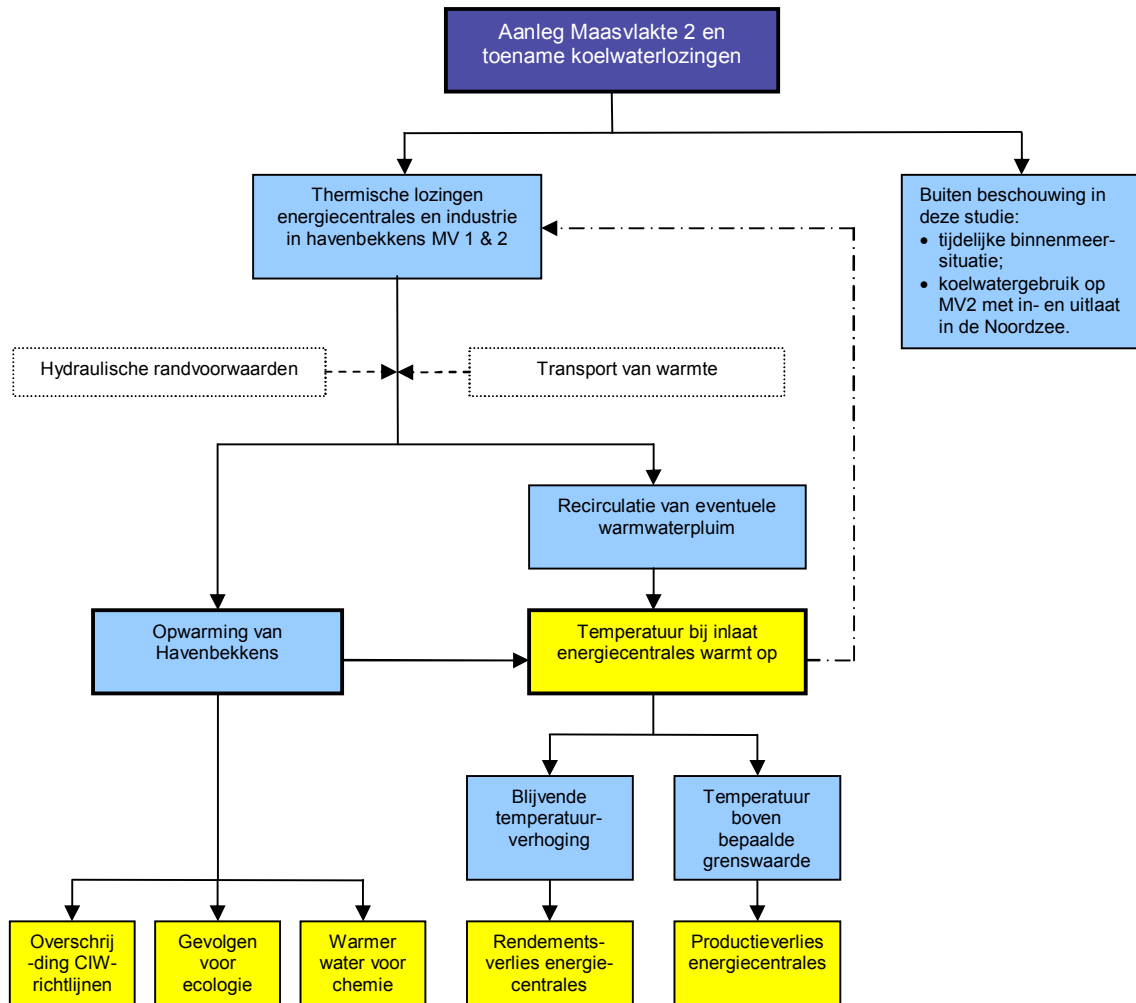 Aanleg Maasvlakte 2 en
toename koelwaterlozingen
Thermische lozingen
energiecentrales en industrie
in havenbekkens MV 1 & 2
Buiten beschouwing in
deze studie:
• tijdelijke binnenmeer-
situatie;
• koelwatergebruik op
MV2 met in- en uitlaat
in de Noordzee.
Hydraulische randvoorwaarden
Transport van warmte
Recirculatie van eventuele
warmwaterpluim
Opwarming van
Havenbekkens
Temperatuur bij inlaat
energiecentrales warmt op
Blijvende
temperatuur-
verhoging
Temperatuur
boven
bepaalde
grenswaarde
Overschrij
-ding CIW-
richtlijnen
Gevolgen
voor
ecologie
Warmer
water voor
chemie
Rendements-
verlies energie-
centrales
Productieverlies
energiecentrales